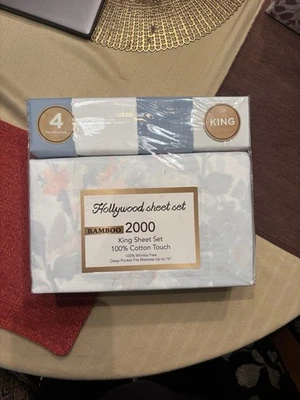 4
KING
Hollywood sheet set
BAMBOO 2000
King Sheet Set
100% Cotton Touch
100% Wrinkle Free
Deep Pocket Fits Mattress Up to 16"